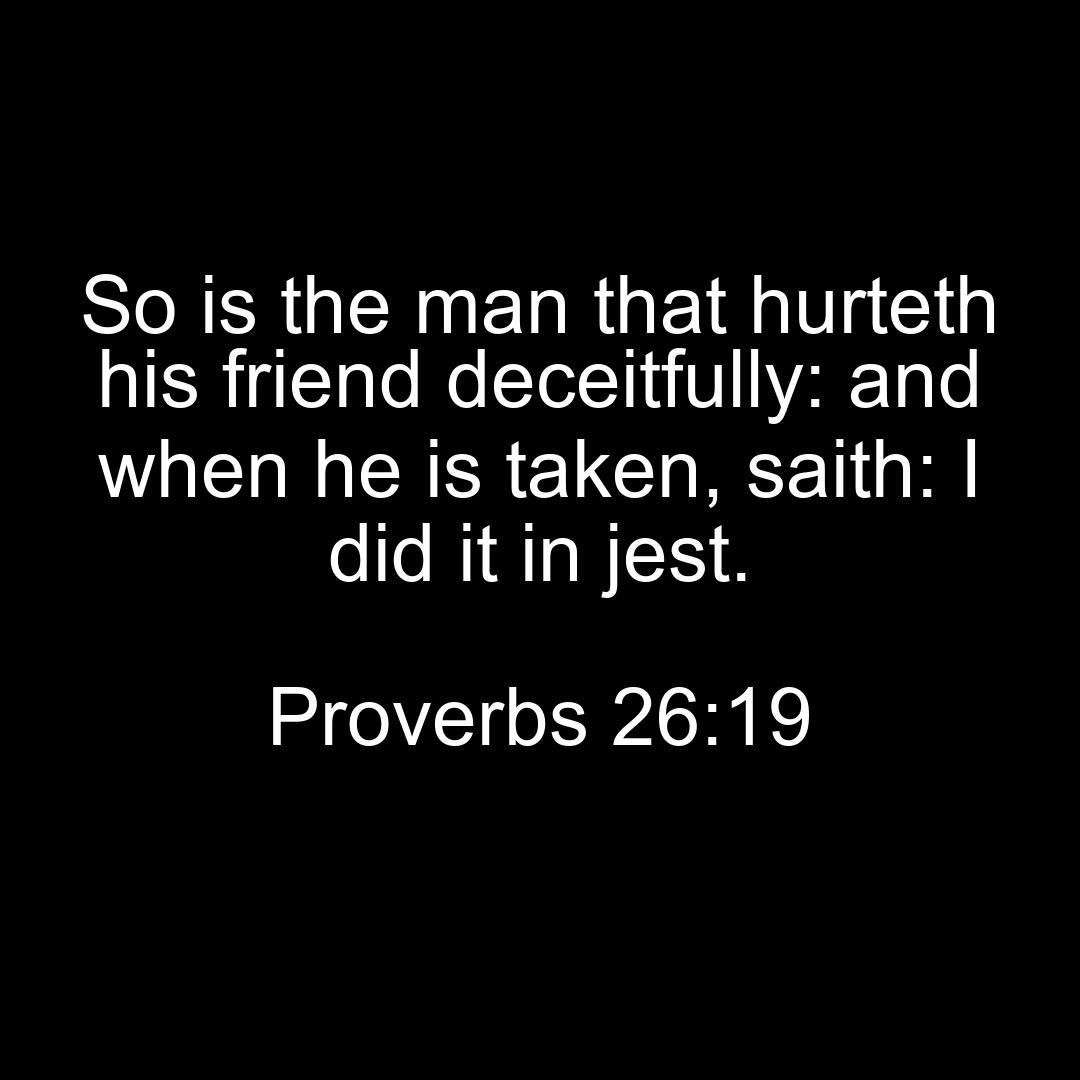 So is the man that hurteth
his friend deceitfully: and
when he is taken, saith: I
did it in jest.
Proverbs 26:19